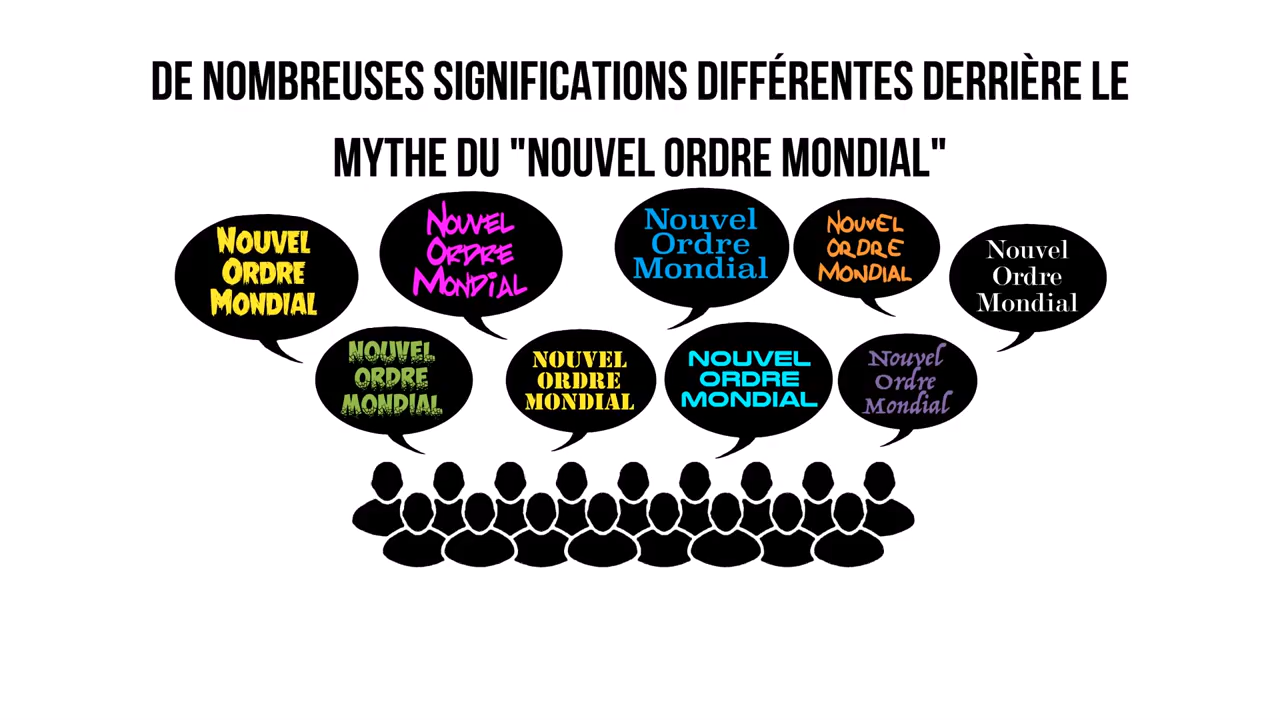 DE NOMBREUSES SIGNIFICATIONS DIFFÉRENTES DERRIÈRE LE
MYTHE DU "NOUVEL ORDRE MONDIAL"
NOUVEL
ORDRE
MONDIAL
NOUVEL
ORDRE
MONDIAL
Nouvel
Ordre
Mondial
NOUVEL
ORDRE
MONDIAL
Nouvel
Ordre
Mondial
NOUVEL
ORDRE
MONDIAL
NOUVEL
ORDRE
MONDIAL
NOUVEL
ORDRE
MONDIAL
Nouvel
Ordre
Mondial